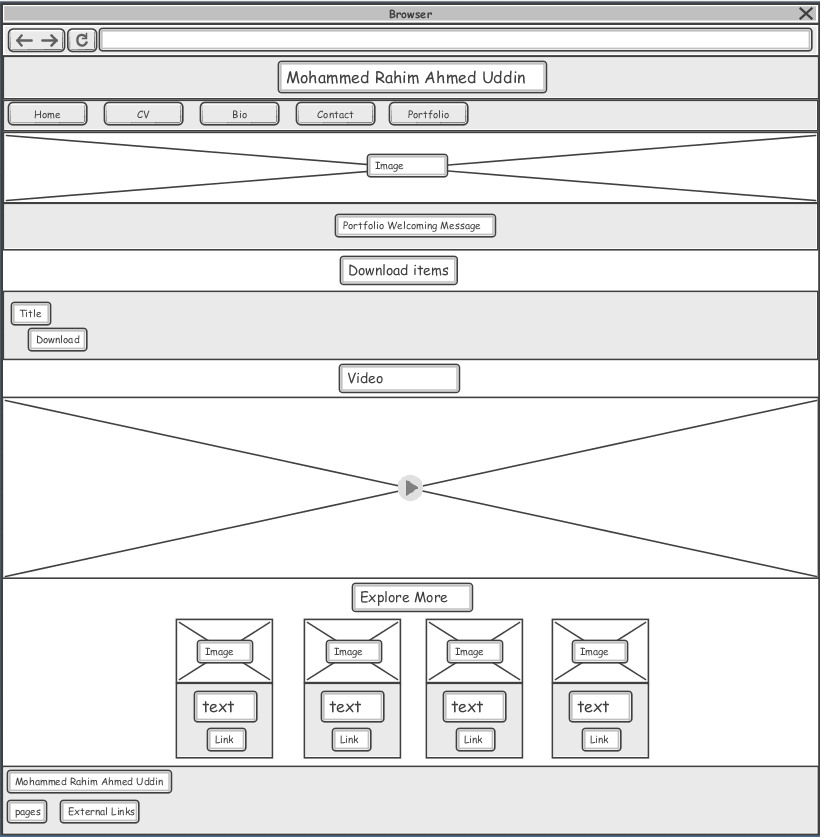 Browser
Mohammed Rahim Ahmed Uddin
Home CV Bio Contact Portfolio
Image
Portfolio Welcoming Message
Download items
Title
Download
Video
Explore More
Image Image Image Image
text text text text
Link Link Link Link
Mohammed Rahim Ahmed Uddin
pages External Links